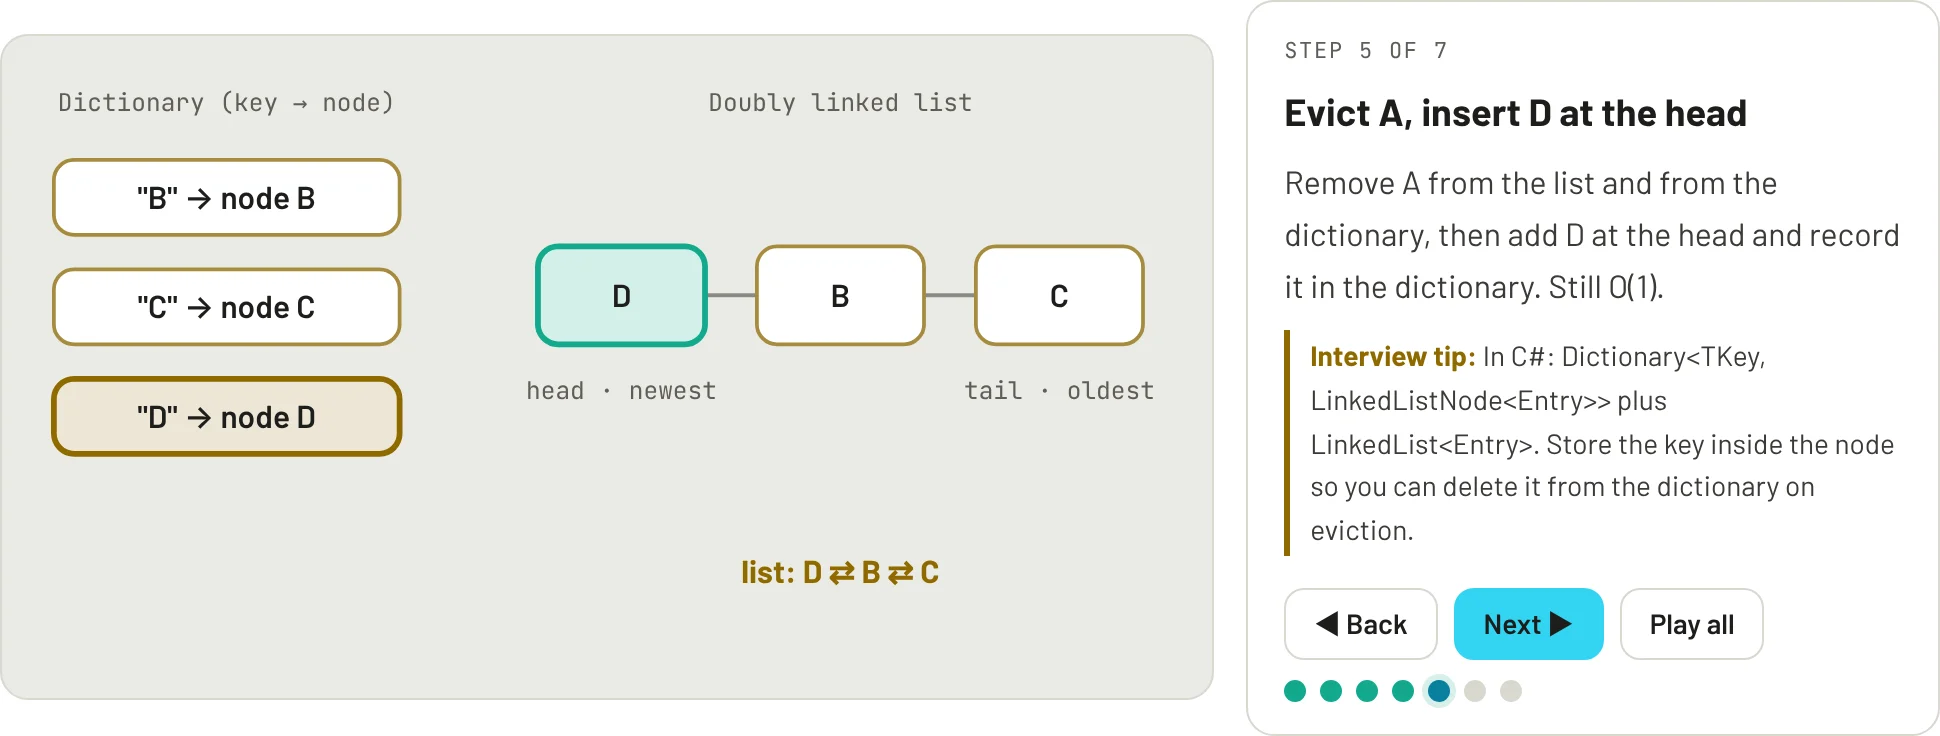 Dictionary (key → node)
"B" → node B
"C" → node C
"D" → node D
Doubly linked list
D
B
C
head · newest
tail · oldest
list: D ⇄ B ⇄ C
STEP 5 OF 7
Evict A, insert D at the head
Remove A from the list and from the
dictionary, then add D at the head and record
it in the dictionary. Still O(1).
Interview tip: In C#: Dictionary<TKey,
LinkedListNode<Entry>> plus
LinkedList<Entry>. Store the key inside the node
so you can delete it from the dictionary on
eviction.
◀ Back
Next ▶
Play all